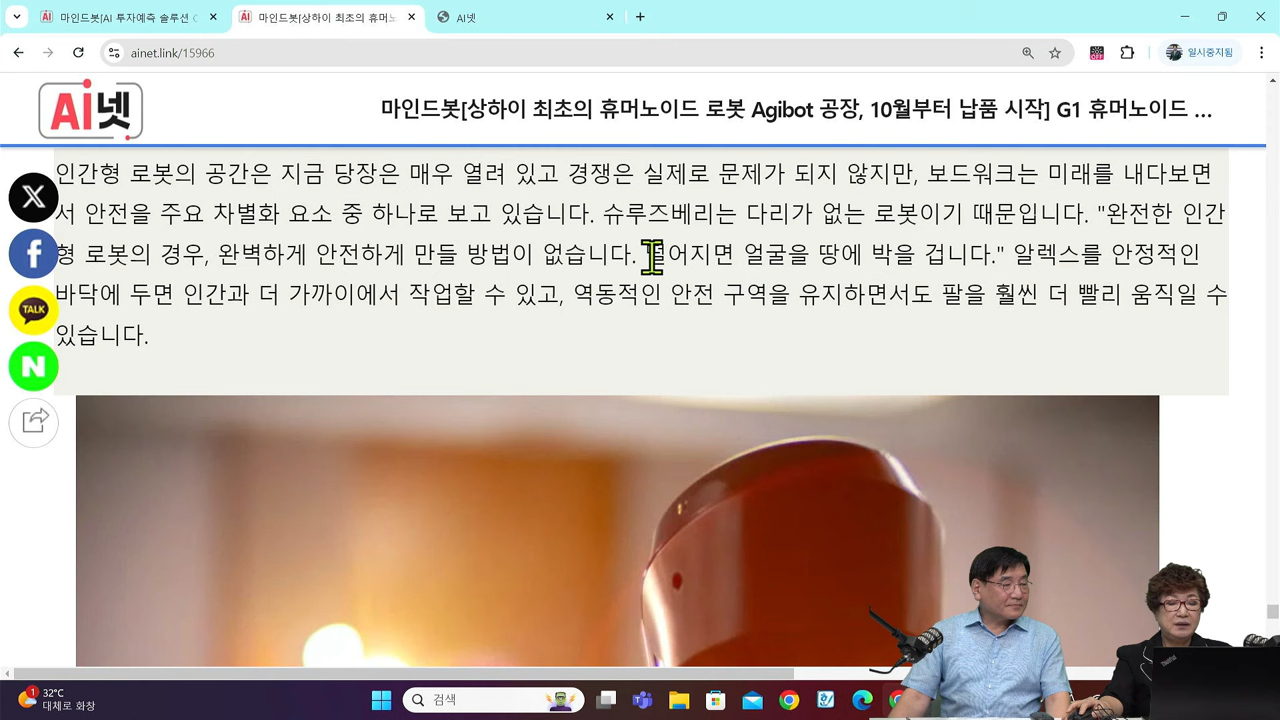 마인드봇[AI 투자예측 솔루션 C
마인드봇[상하이 최초의 휴머노
AI넷
ainet.link/15966
OFF
일시중지됨
Ai넷
마인드봇[상하이 최초의 휴머노이드 로봇 Agibot 공장, 10월부터 납품 시작] G1 휴머노이드 ...
인간형 로봇의 공간은 지금 당장은 매우 열려 있고 경쟁은 실제로 문제가 되지 않지만, 보드워크는 미래를 내다보면
서 안전을 주요 차별화 요소 중 하나로 보고 있습니다. 슈루즈베리는 다리가 없는 로봇이기 때문입니다. "완전한 인간
형 로봇의 경우, 완벽하게 안전하게 만들 방법이 없습니다. 떨어지면 얼굴을 땅에 박을 겁니다." 알렉스를 안정적인
바닥에 두면 인간과 더 가까이에서 작업할 수 있고, 역동적인 안전 구역을 유지하면서도 팔을 훨씬 더 빨리 움직일 수
있습니다.
X
f
TALK
N
1
32°C
대체로 화창
검색
ThinkPad